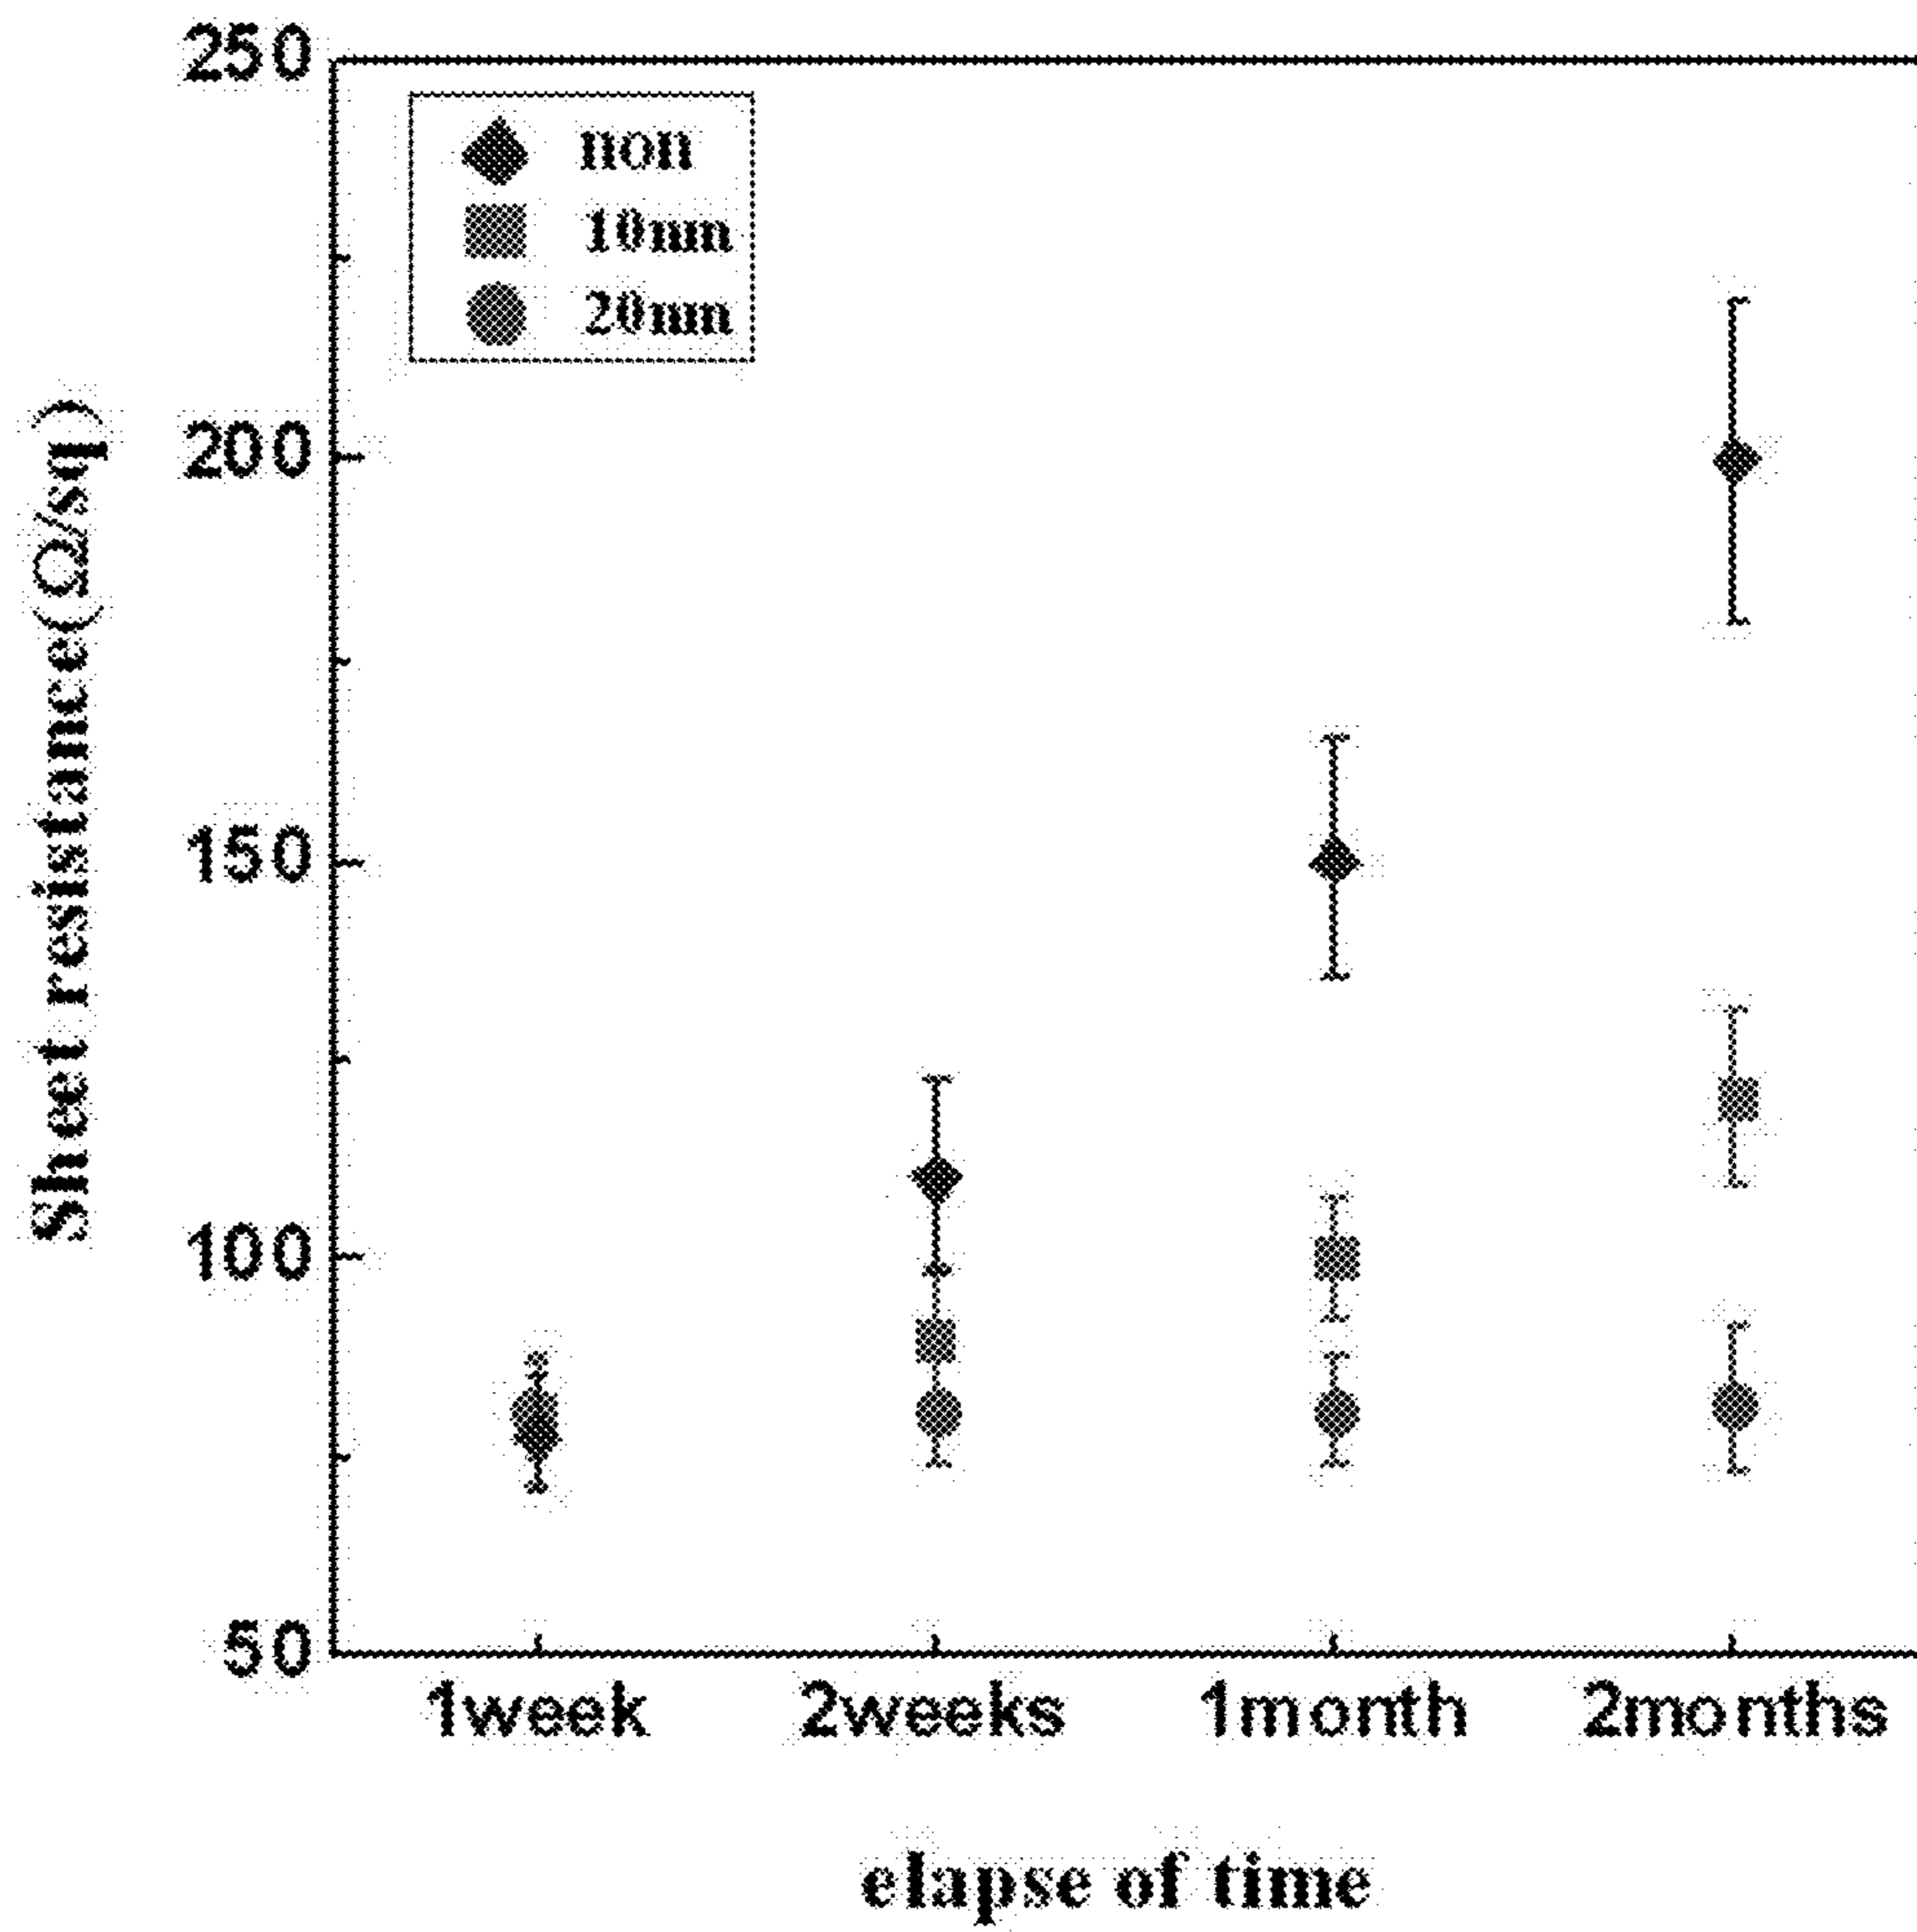 250
non
10nm
20nm
200
Sheet resistance(Ω/sq)
150
100
50
1week 2weeks 1month 2months
elapse of time